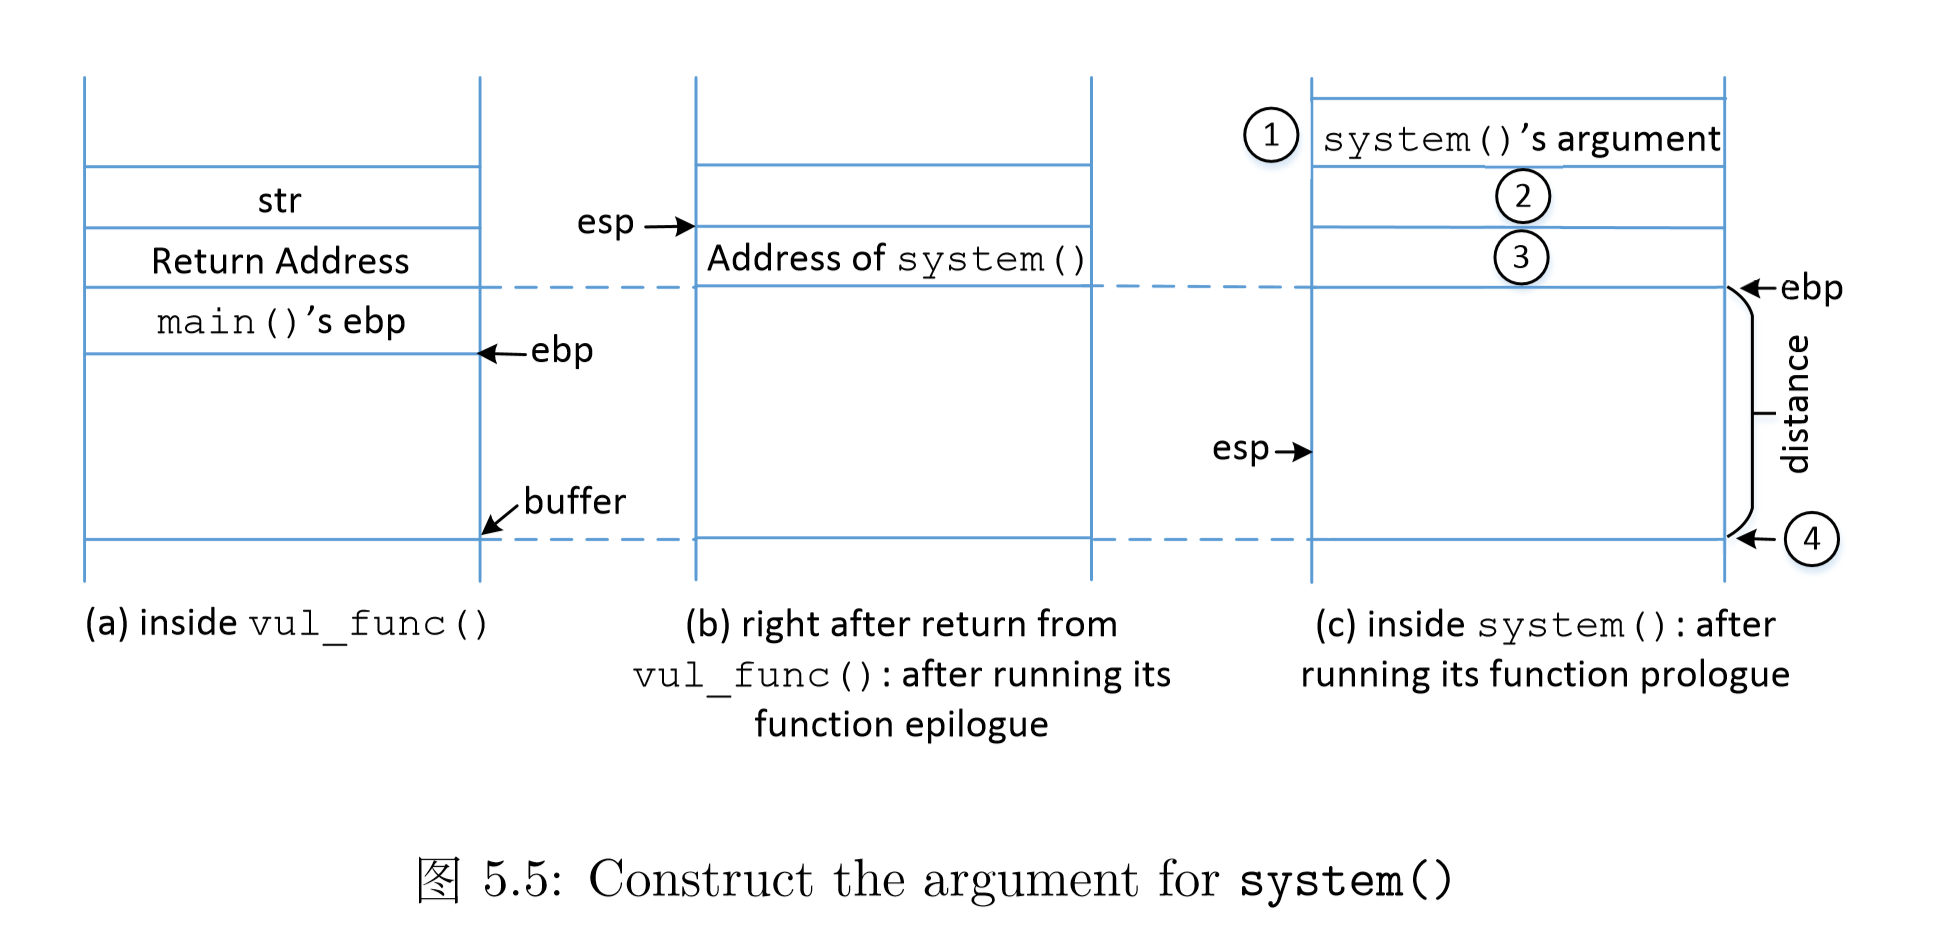 str
Return Address
main()'s ebp
ebp
buffer
(a) inside vul_func()
esp
Address of system()
(b) right after return from
vul_func(): after running its
function epilogue
1
system()'s argument
2
3
ebp
distance
esp
4
(c) inside system(): after
running its function prologue
图 5.5: Construct the argument for system()